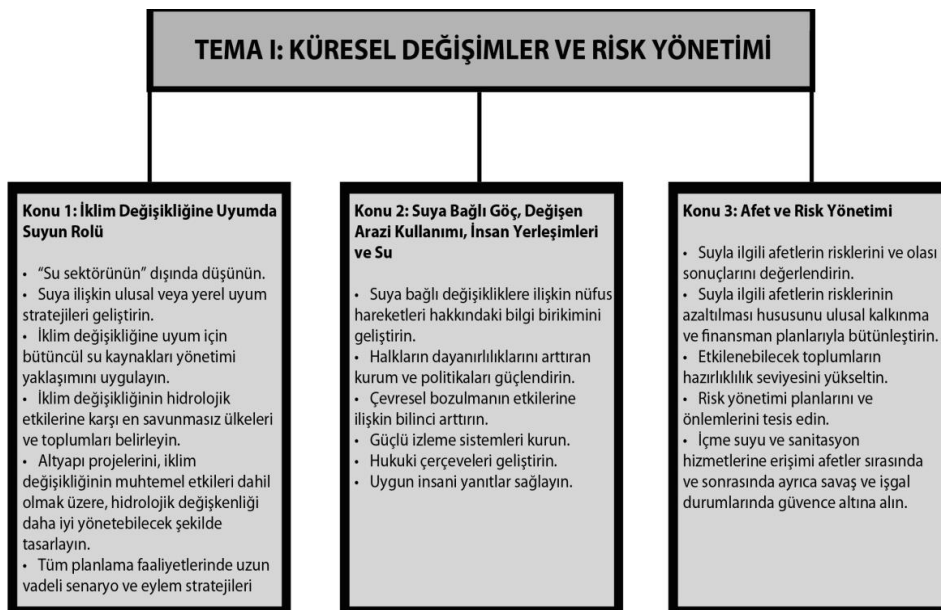 TEMA I: KÜRESEL DEĞİŞİMLER VE RİSK YÖNETİMİ
Konu 1: İklim Değişikliğine Uyumda
Suyun Rolü
• “Su sektörünün” dışında düşünün.
• Suya ilişkin ulusal veya yerel uyum
stratejileri geliştirin.
• İklim değişikliğine uyum için
bütüncül su kaynakları yönetimi
yaklaşımını uygulayın.
• İklim değişikliğinin hidrolojik
etkilerine karşı en savunmasız ülkeleri
ve toplumları belirleyin.
• Altyapı projelerini, iklim
değişikliğinin muhtemel etkileri dahil
olmak üzere, hidrolojik değişkenliği
daha iyi yönetebilecek şekilde
tasarlayın.
• Tüm planlama faaliyetlerinde uzun
vadeli senaryo ve eylem stratejileri
Konu 2: Suya Bağlı Göç, Değişen
Arazi Kullanımı, İnsan Yerleşimleri
ve Su
• Suya bağlı değişikliklere ilişkin nüfus
hareketleri hakkındaki bilgi birikimini
geliştirin.
• Halkların dayanırlılıklarını arttıran
kurum ve politikaları güçlendirin.
• Çevresel bozulmanın etkilerine
ilişkin bilinci arttırın.
• Güçlü izleme sistemleri kurun.
• Hukuki çerçeveleri geliştirin.
• Uygun insani yanıtlar sağlayın.
Konu 3: Afet ve Risk Yönetimi
• Suyla ilgili afetlerin risklerini ve olası
sonuçlarını değerlendirin.
• Suyla ilgili afetlerin risklerinin
azaltılması hususunu ulusal kalkınma
ve finansman planlarıyla bütünleştirin.
• Etkilenebilecek toplumların
hazırlıklılık seviyesini yükseltin.
• Risk yönetimi planlarını ve
önlemlerini tesis edin.
• İçme suyu ve sanitasyon
hizmetlerine erişimi afetler sırasında
ve sonrasında ayrıca savaş ve işgal
durumlarında güvence altına alın.